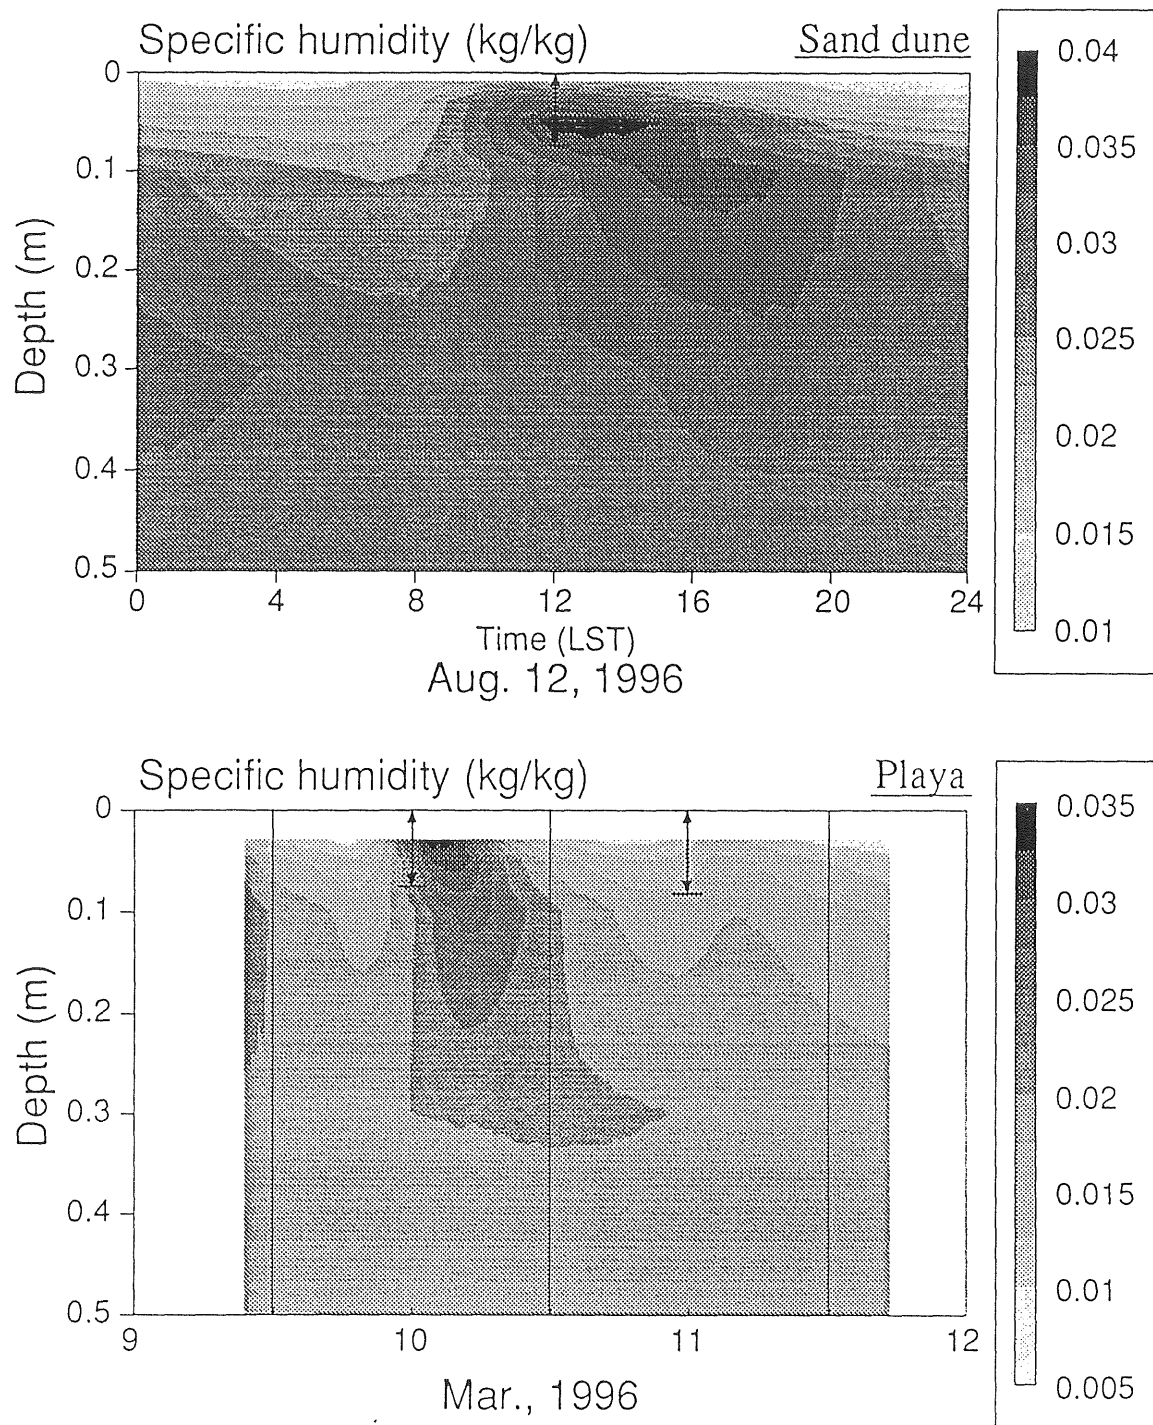 Specific humidity (kg/kg)
Sand dune
0
0.1
0.2
0.3
0.4
0.5
Depth (m)
0 4 8 12 16 20 24
Time (LST)
Aug. 12, 1996
0.04
0.035
0.03
0.025
0.02
0.015
0.01
Specific humidity (kg/kg)
Playa
0
0.1
0.2
0.3
0.4
0.5
Depth (m)
9 10 11 12
Mar., 1996
0.035
0.03
0.025
0.02
0.015
0.01
0.005